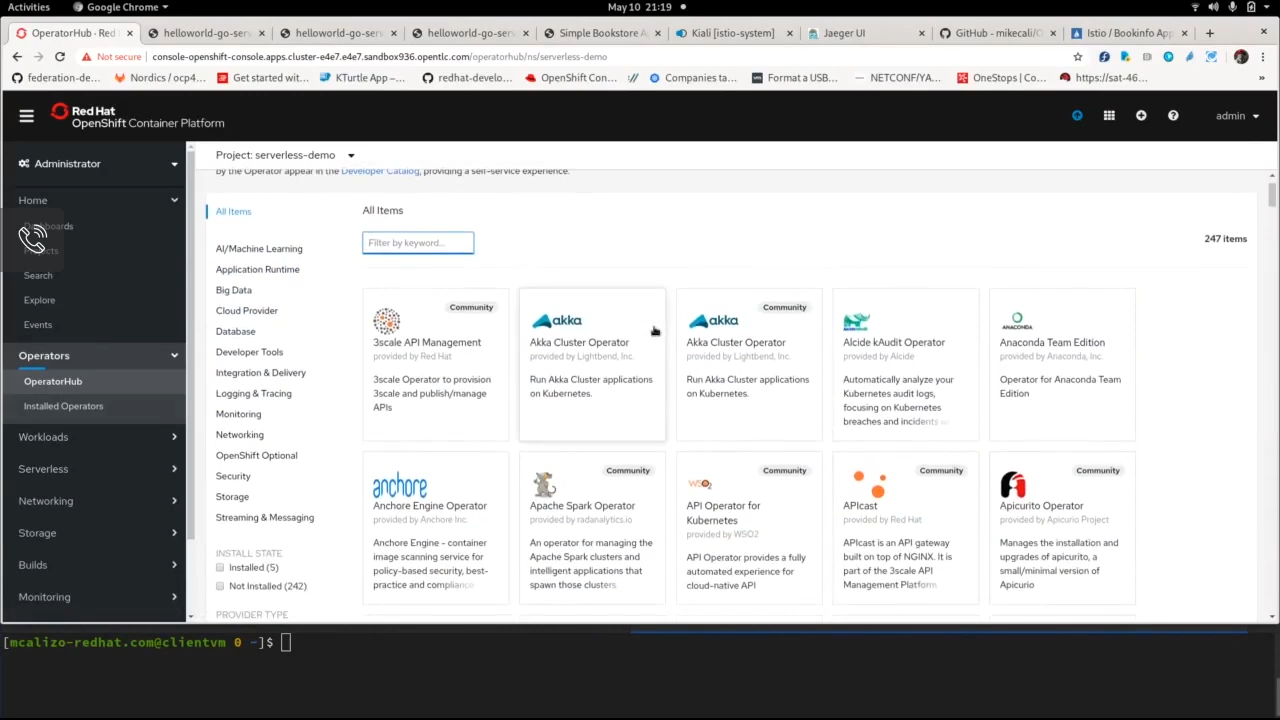 Activities
Google Chrome
May 10 21:19
OperatorHub · Red H
helloworld-go-serv
helloworld-go-serv
helloworld-go-serv
Simple Bookstore A
Kiali [istio-system]
Jaeger UI
GitHub - mikecali/O
Istio / Bookinfo App
Not secure
console-openshift-console.apps.cluster-e4e7.e4e7.sandbox936.opentlc.com/operatorhub/ns/serverless-demo
federation-de...
Nordics / ocp4...
Get started wit...
KTurtle App –...
redhat-develo...
OpenShift Con...
Companies ta...
Format a USB...
NETCONF/YA...
OneStops | Co...
https://sat-46...
Red Hat
OpenShift Container Platform
admin
Administrator
Home
Dashboards
Projects
Search
Explore
Events
Operators
OperatorHub
Installed Operators
Workloads
Serverless
Networking
Storage
Builds
Monitoring
Project: serverless-demo
by the Operator appear in the Developer Catalog, providing a self-service experience.
All Items
AI/Machine Learning
Application Runtime
Big Data
Cloud Provider
Database
Developer Tools
Integration & Delivery
Logging & Tracing
Monitoring
Networking
OpenShift Optional
Security
Storage
Streaming & Messaging
INSTALL STATE
Installed (5)
Not Installed (242)
PROVIDER TYPE
All Items
Filter by keyword...
247 items
Community
3scale API Management
provided by Red Hat
3scale Operator to provision
3scale and publish/manage
APIs
akka
Akka Cluster Operator
provided by Lightbend, Inc.
Run Akka Cluster applications
on Kubernetes.
Community
akka
Akka Cluster Operator
provided by Lightbend, Inc.
Run Akka Cluster applications
on Kubernetes.
Alcide kAudit Operator
provided by Alcide
Automatically analyze your
Kubernetes audit logs,
focusing on Kubernetes
breaches and incidents
ANACONDA
Anaconda Team Edition
provided by Anaconda, Inc.
Operator for Anaconda Team
Edition
anchore
Anchore Engine Operator
provided by Anchore Inc.
Anchore Engine - container
image scanning service for
policy-based security, best-
practice and compliance
Community
Apache Spark Operator
provided by radanalytics.io
An operator for managing the
Apache Spark clusters and
intelligent applications that
spawn those clusters.
Community
WSO2
API Operator for
Kubernetes
provided by WSO2
API Operator provides a fully
automated experience for
cloud-native API
Community
APIcast
provided by Red Hat
APIcast is an API gateway
built on top of NGINX. It is
part of the 3scale API
Management Platform
Community
Apicurito Operator
provided by Apicurio Project
Manages the installation and
upgrades of apicurito, a
small/minimal version of
Apicurio
[mcalizo-redhat.com@clientvm 0 ~]$